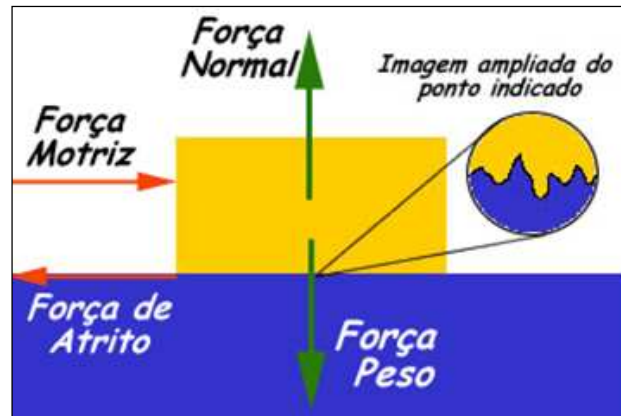 Força
Normal
Imagem ampliada do
ponto indicado
Força
Motriz
Força de
Atrito
Força
Peso